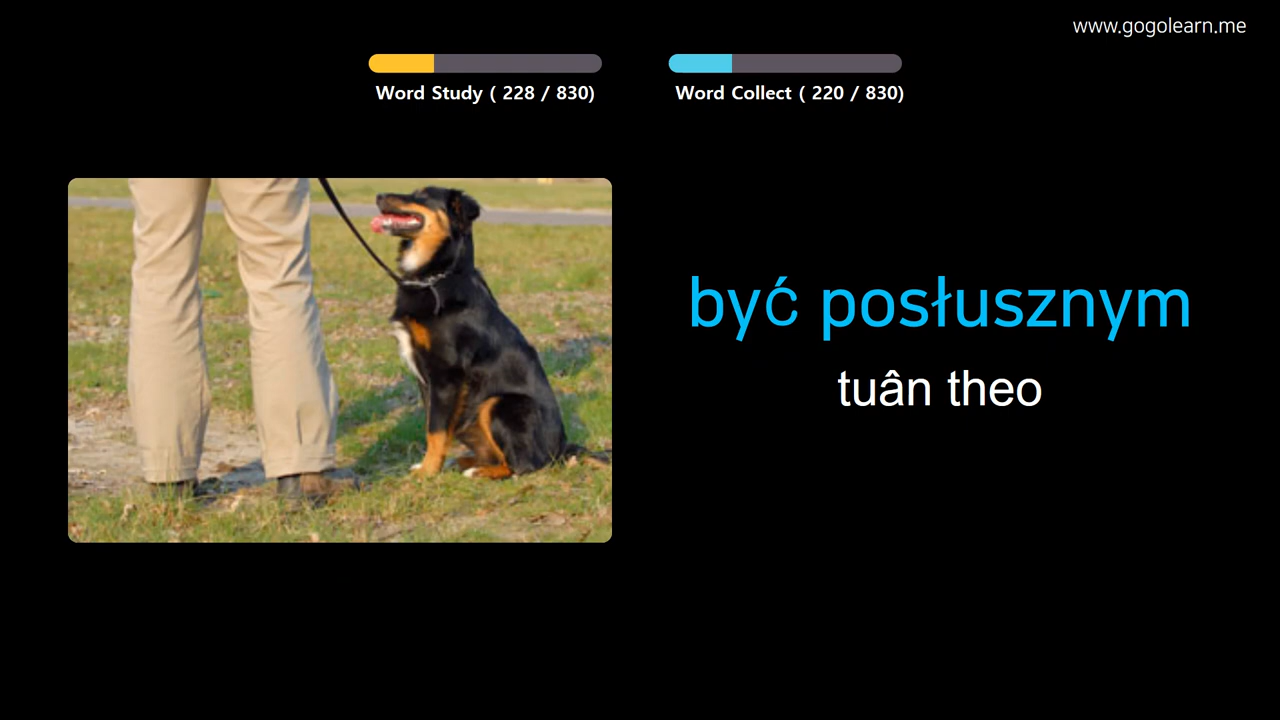 www.gogolearn.me
Word Study ( 228 / 830)
Word Collect ( 220 / 830)
być posłusznym
tuân theo